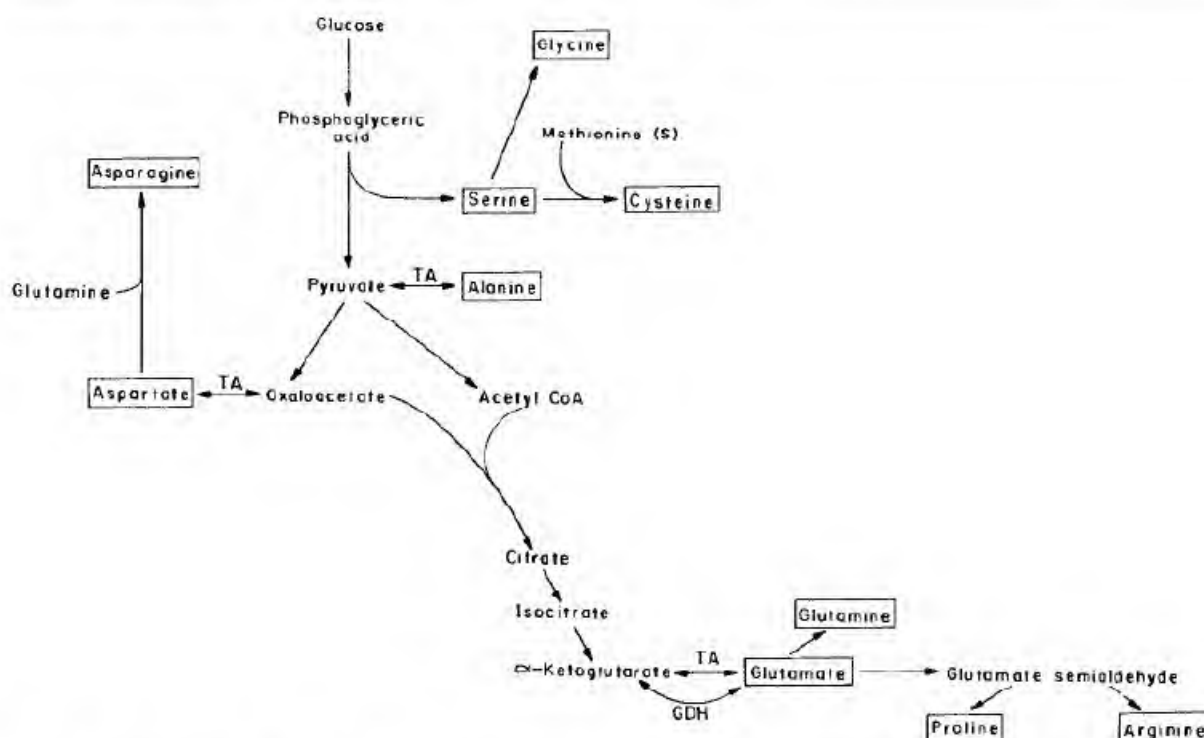 Glucose
Glycine
Phosphoglyceric
acid
Methionine (S)
Asparagine
Serine
Cysteine
Glutamine
Pyruvate
TA
Alanine
Aspartate
TA
Oxaloacetate
Acetyl CoA
Citrate
Isocitrate
Glutamine
α-Ketoglutarate
TA
Glutamate
Glutamate semialdehyde
GDH
Proline
Arginine